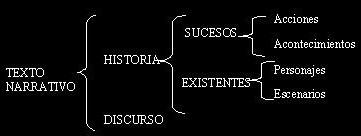 Acciones
SUCESOS
Acontecimientos
HISTORIA
TEXTO
NARRATIVO
Personajes
EXISTENTES
Escenarios
DISCURSO